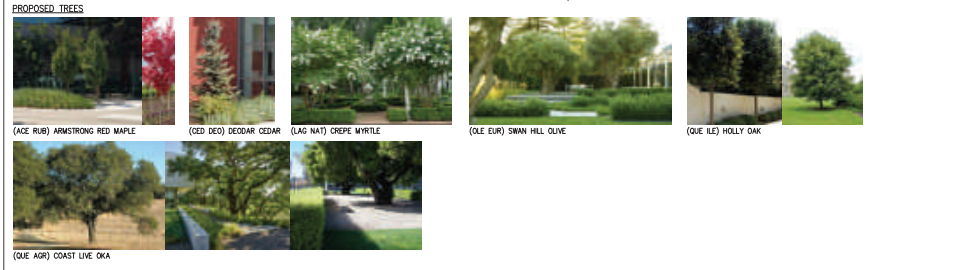 PROPOSED TREES
(ACE RUB) ARMSTRONG RED MAPLE
(CED DEO) DEODAR CEDAR
(LAG NAT) CREPE MYRTLE
(OLE EUR) SWAN HILL OLIVE
(QUE ILE) HOLLY OAK
(QUE AGR) COAST LIVE OKA